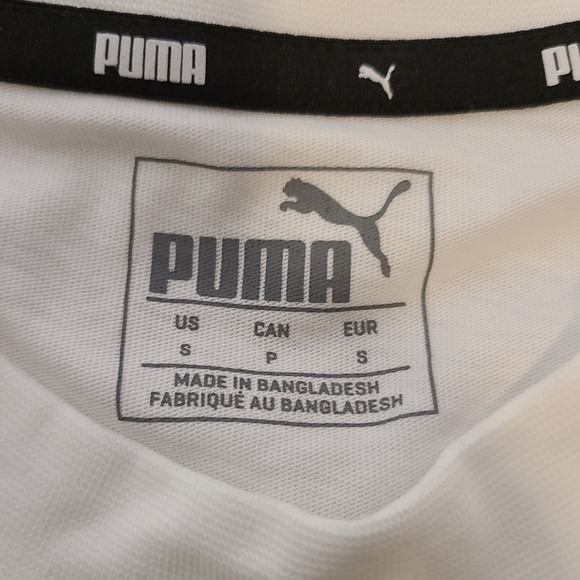 PUMA
PUMA
US CAN EUR
S P S
MADE IN BANGLADESH
FABRIQUÉ AU BANGLADESH